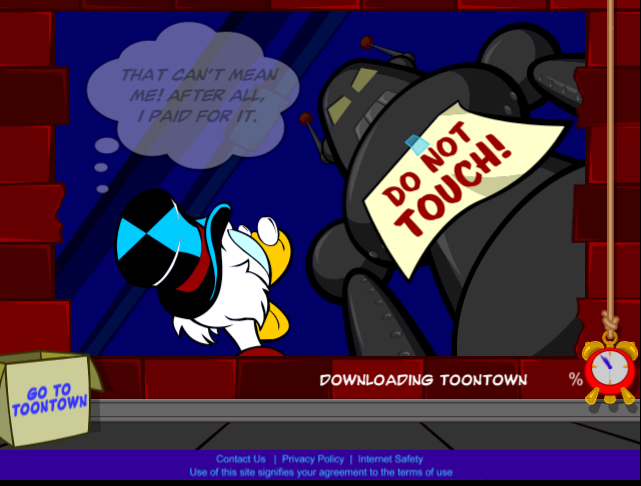 THAT CAN'T MEAN
ME! AFTER ALL,
I PAID FOR IT.
DO NOT
TOUCH!
GO TO
TOONTOWN
DOWNLOADING TOONTOWN %
Contact Us | Privacy Policy | Internet Safety
Use of this site signifies your agreement to the terms of use